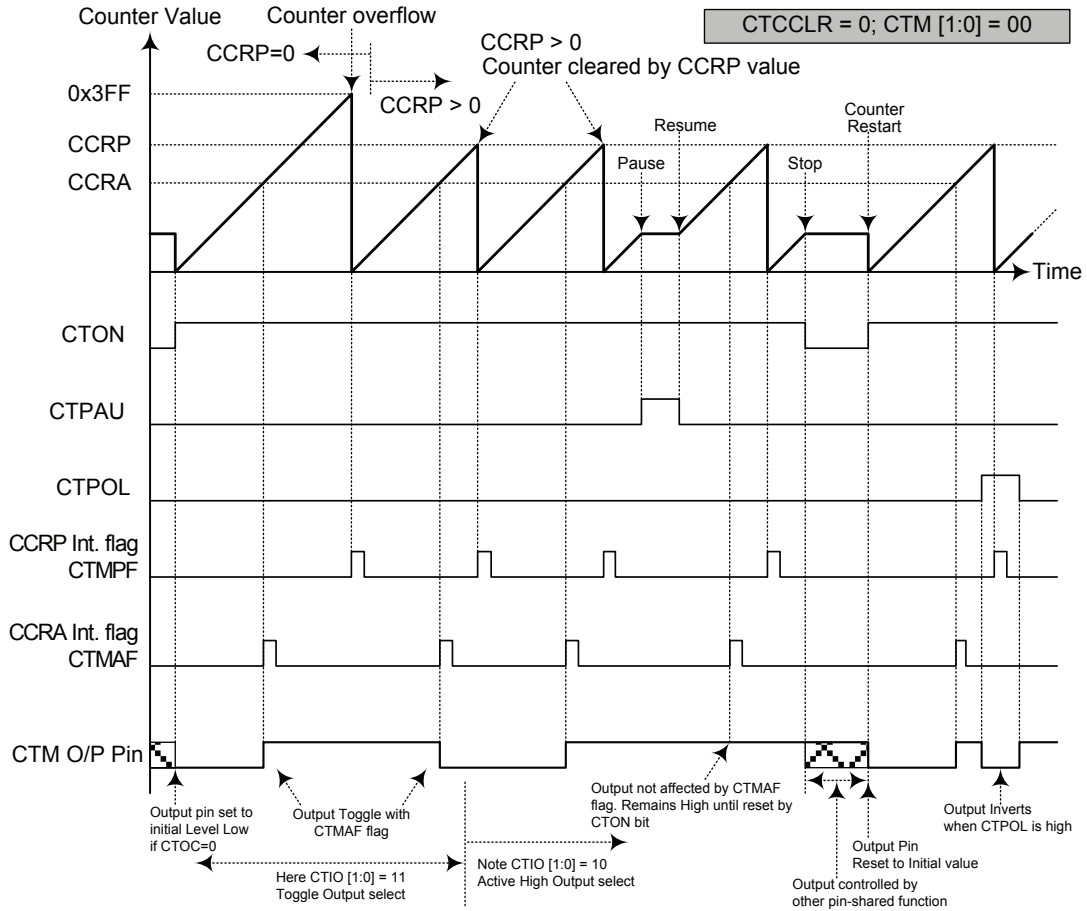 Counter Value
Counter overflow
CTCCLR = 0; CTM [1:0] = 00
CCRP=0
CCRP > 0
CCRP > 0
Counter cleared by CCRP value
0x3FF
CCRP
CCRA
Pause
Resume
Stop
Counter
Restart
Time
CTON
CTPAU
CTPOL
CCRP Int. flag
CTMPF
CCRA Int. flag
CTMAF
CTM O/P Pin
Output pin set to
initial Level Low
if CTOC=0
Output Toggle with
CTMAF flag
Output not affected by CTMAF
flag. Remains High until reset by
CTON bit
Output Inverts
when CTPOL is high
Output Pin
Reset to Initial value
Here CTIO [1:0] = 11
Toggle Output select
Note CTIO [1:0] = 10
Active High Output select
Output controlled by
other pin-shared function